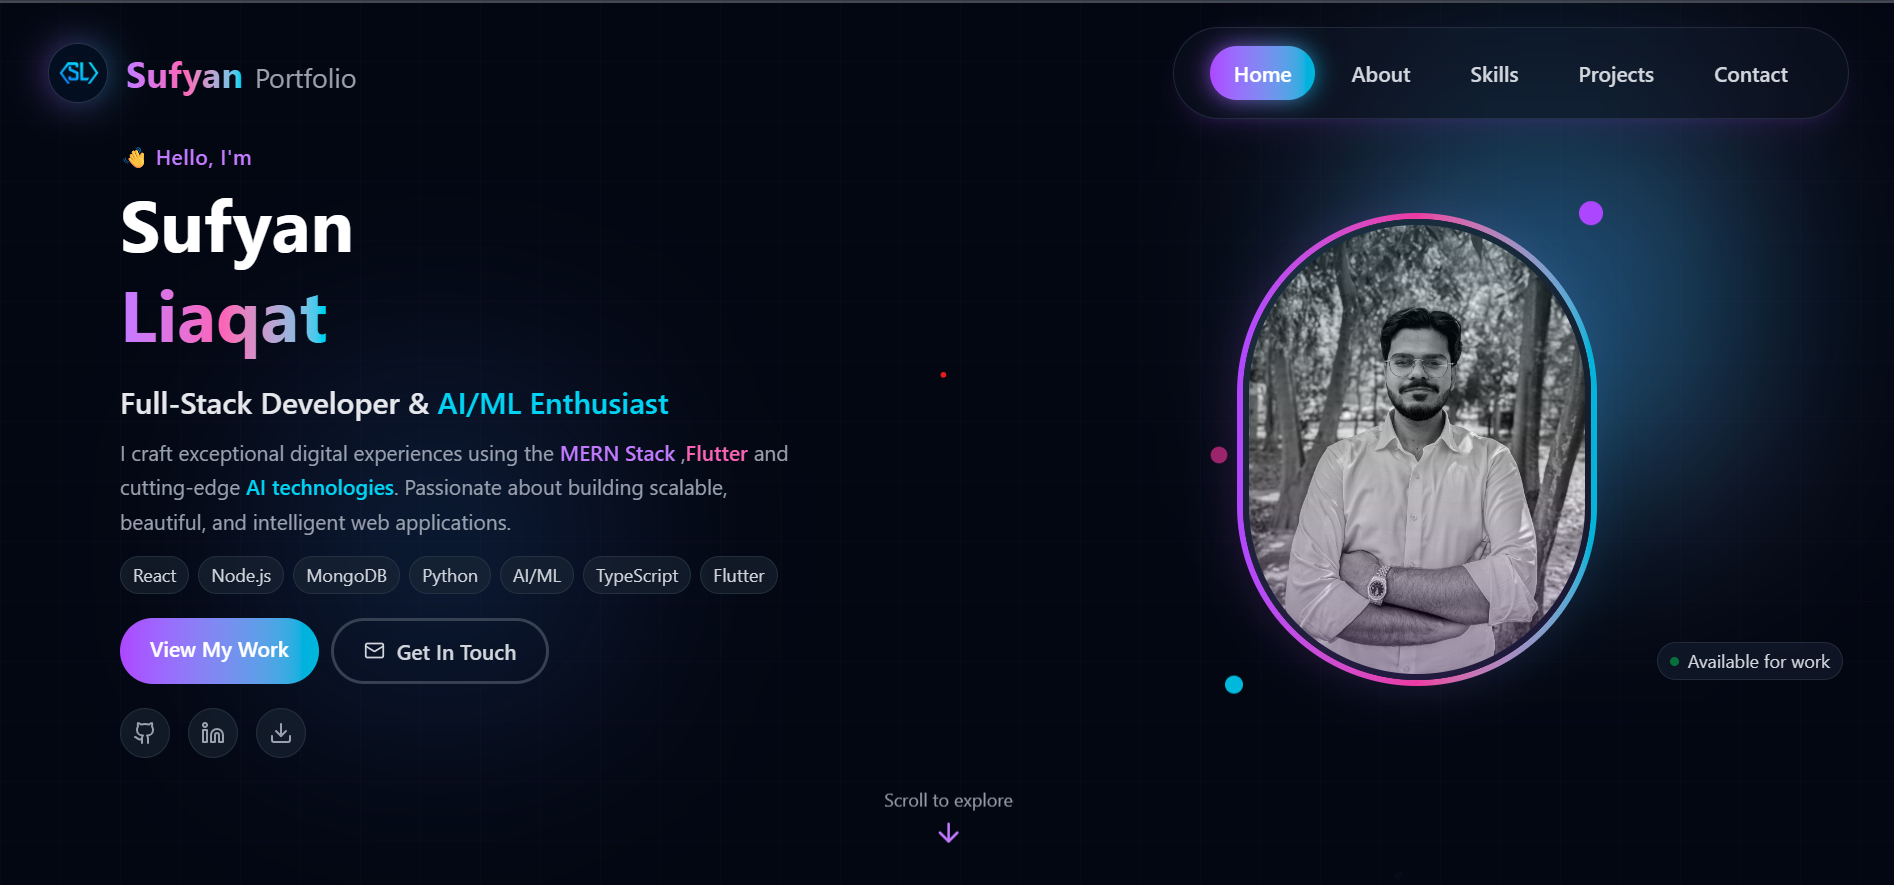 SL
Sufyan Portfolio
Home About Skills Projects Contact
👋 Hello, I'm
Sufyan
Liaqat
Full-Stack Developer & AI/ML Enthusiast
I craft exceptional digital experiences using the MERN Stack ,Flutter and
cutting-edge AI technologies. Passionate about building scalable,
beautiful, and intelligent web applications.
React Node.js MongoDB Python AI/ML TypeScript Flutter
View My Work Get In Touch
Available for work
Scroll to explore